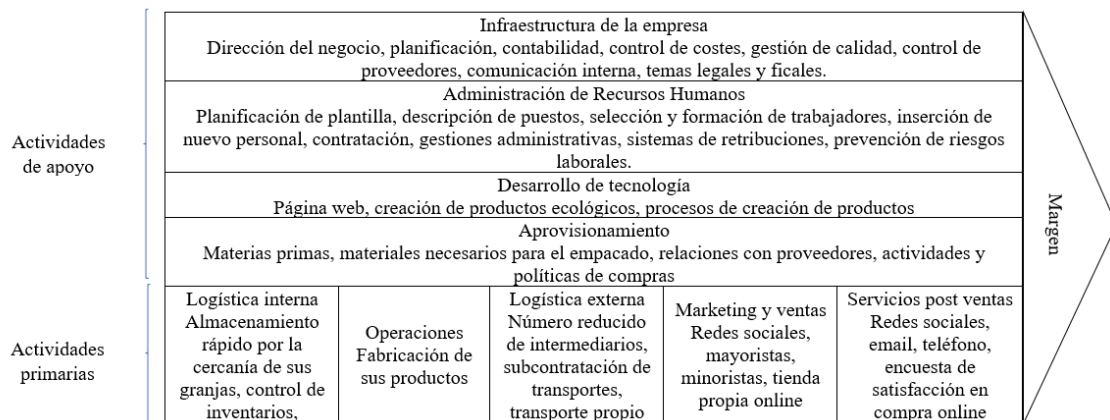 Infraestructura de la empresa
Dirección del negocio, planificación, contabilidad, control de costes, gestión de calidad, control de
proveedores, comunicación interna, temas legales y ficales.
Administración de Recursos Humanos
Planificación de plantilla, descripción de puestos, selección y formación de trabajadores, inserción de
nuevo personal, contratación, gestiones administrativas, sistemas de retribuciones, prevención de riesgos
laborales.
Actividades
de apoyo
Desarrollo de tecnología
Página web, creación de productos ecológicos, procesos de creación de productos
Aprovisionamiento
Materias primas, materiales necesarios para el empacado, relaciones con proveedores, actividades y
políticas de compras
Margen
Actividades
primarias
Logística interna
Almacenamiento
rápido por la
cercanía de sus
granjas, control de
inventarios,
Operaciones
Fabricación de
sus productos
Logística externa
Número reducido
de intermediarios,
subcontratación de
transportes,
transporte propio
Marketing y ventas
Redes sociales,
mayoristas,
minoristas, tienda
propia online
Servicios post ventas
Redes sociales,
email, teléfono,
encuesta de
satisfacción en
compra online